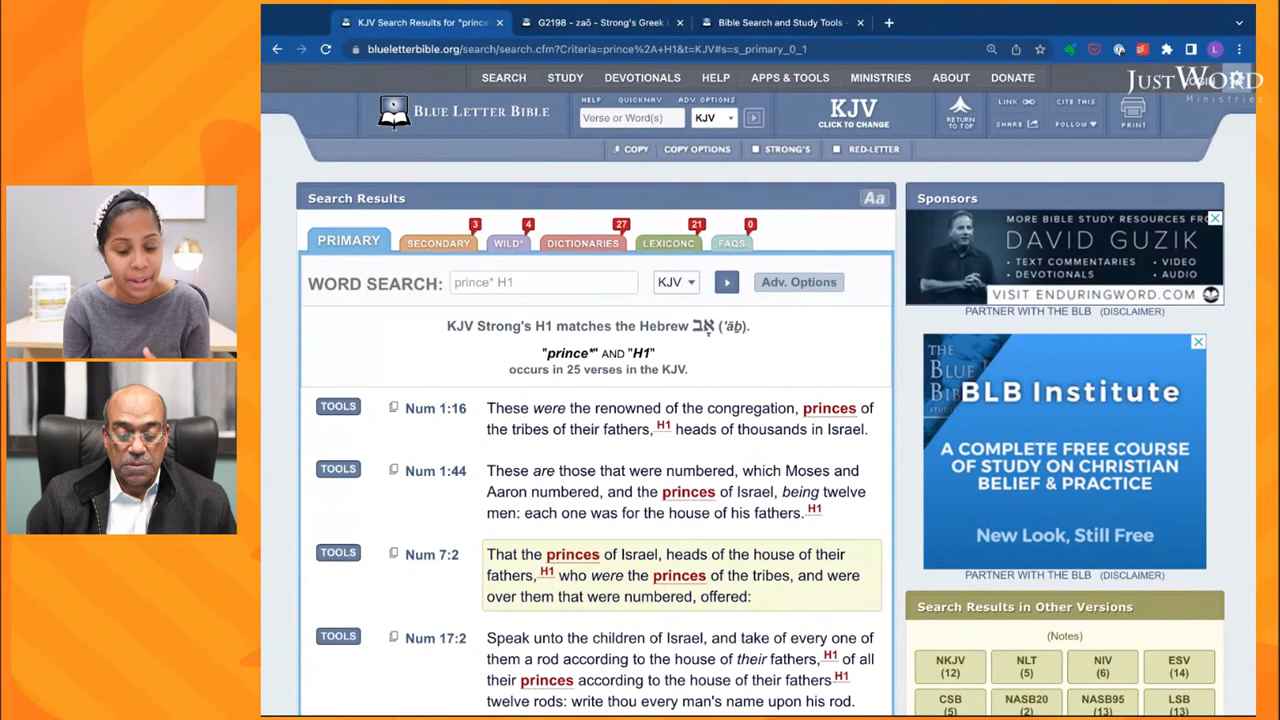 KJV Search Results for "prince
G2198 - zaō - Strong's Greek L
Bible Search and Study Tools -
blueletterbible.org/search/search.cfm?Criteria=prince%2A+H1&t=KJV#s=s_primary_0_1
SEARCH STUDY DEVOTIONALS HELP APPS & TOOLS MINISTRIES ABOUT DONATE
JUSTWORD
Ministries
BLUE LETTER BIBLE
HELP QUICKNAV ADV. OPTIONS
Verse or Word(s) KJV
KJV
CLICK TO CHANGE
RETURN
TO TOP
LINK CITE THIS
SHARE FOLLOW
PRINT
COPY COPY OPTIONS STRONG'S RED-LETTER
Search Results Aa
3 4 27 21 0
PRIMARY SECONDARY WILD* DICTIONARIES LEXICONC FAQS
WORD SEARCH: prince* H1 KJV Adv. Options
KJV Strong's H1 matches the Hebrew אָב ('āḇ).
"prince*" AND "H1"
occurs in 25 verses in the KJV.
TOOLS Num 1:16 These were the renowned of the congregation, princes of
the tribes of their fathers, H1 heads of thousands in Israel.
TOOLS Num 1:44 These are those that were numbered, which Moses and
Aaron numbered, and the princes of Israel, being twelve
men: each one was for the house of his fathers. H1
TOOLS Num 7:2 That the princes of Israel, heads of the house of their
fathers, H1 who were the princes of the tribes, and were
over them that were numbered, offered:
TOOLS Num 17:2 Speak unto the children of Israel, and take of every one of
them a rod according to the house of their fathers, H1 of all
their princes according to the house of their fathers H1
twelve rods: write thou every man's name upon his rod.
Sponsors
MORE BIBLE STUDY RESOURCES FR
DAVID GUZIK
• TEXT COMMENTARIES • VIDEO
• DEVOTIONALS • AUDIO
VISIT ENDURINGWORD.COM
PARTNER WITH THE BLB (DISCLAIMER)
THE
BLUE
BLB Institute
A COMPLETE FREE COURSE
OF STUDY ON CHRISTIAN
BELIEF & PRACTICE
New Look, Still Free
PARTNER WITH THE BLB (DISCLAIMER)
Search Results in Other Versions
(Notes)
NKJV NLT NIV ESV
(12) (5) (6) (14)
CSB NASB20 NASB95 LSB
(5) (2) (13) (13)